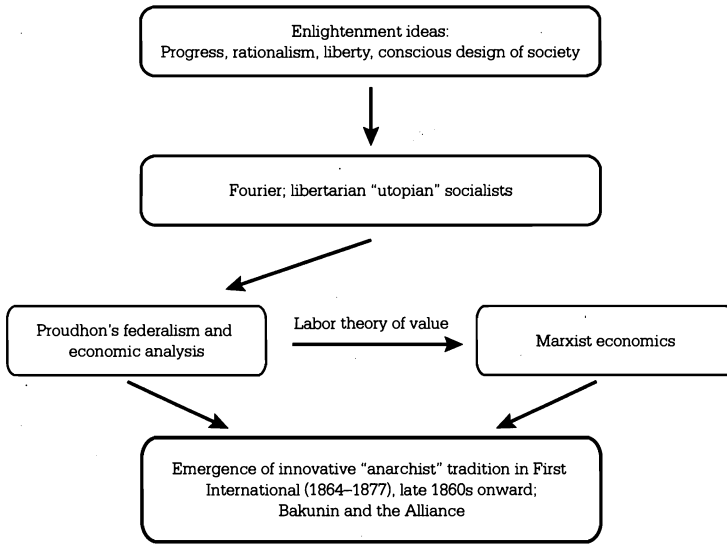 Enlightenment ideas:
Progress, rationalism, liberty, conscious design of society
Fourier; libertarian “utopian” socialists
Proudhon’s federalism and
economic analysis
Labor theory of value
Marxist economics
Emergence of innovative “anarchist” tradition in First
International (1864–1877), late 1860s onward;
Bakunin and the Alliance